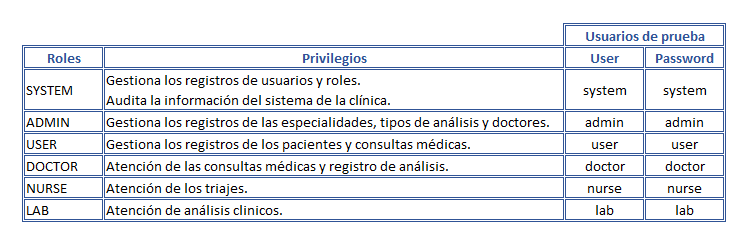 Usuarios de prueba
Roles Privilegios User Password
SYSTEM Gestiona los registros de usuarios y roles. system system
Audita la información del sistema de la clínica.
ADMIN Gestiona los registros de las especialidades, tipos de análisis y doctores. admin admin
USER Gestiona los registros de los pacientes y consultas médicas. user user
DOCTOR Atención de las consultas médicas y registro de análisis. doctor doctor
NURSE Atención de los triajes. nurse nurse
LAB Atención de análisis clinicos. lab lab